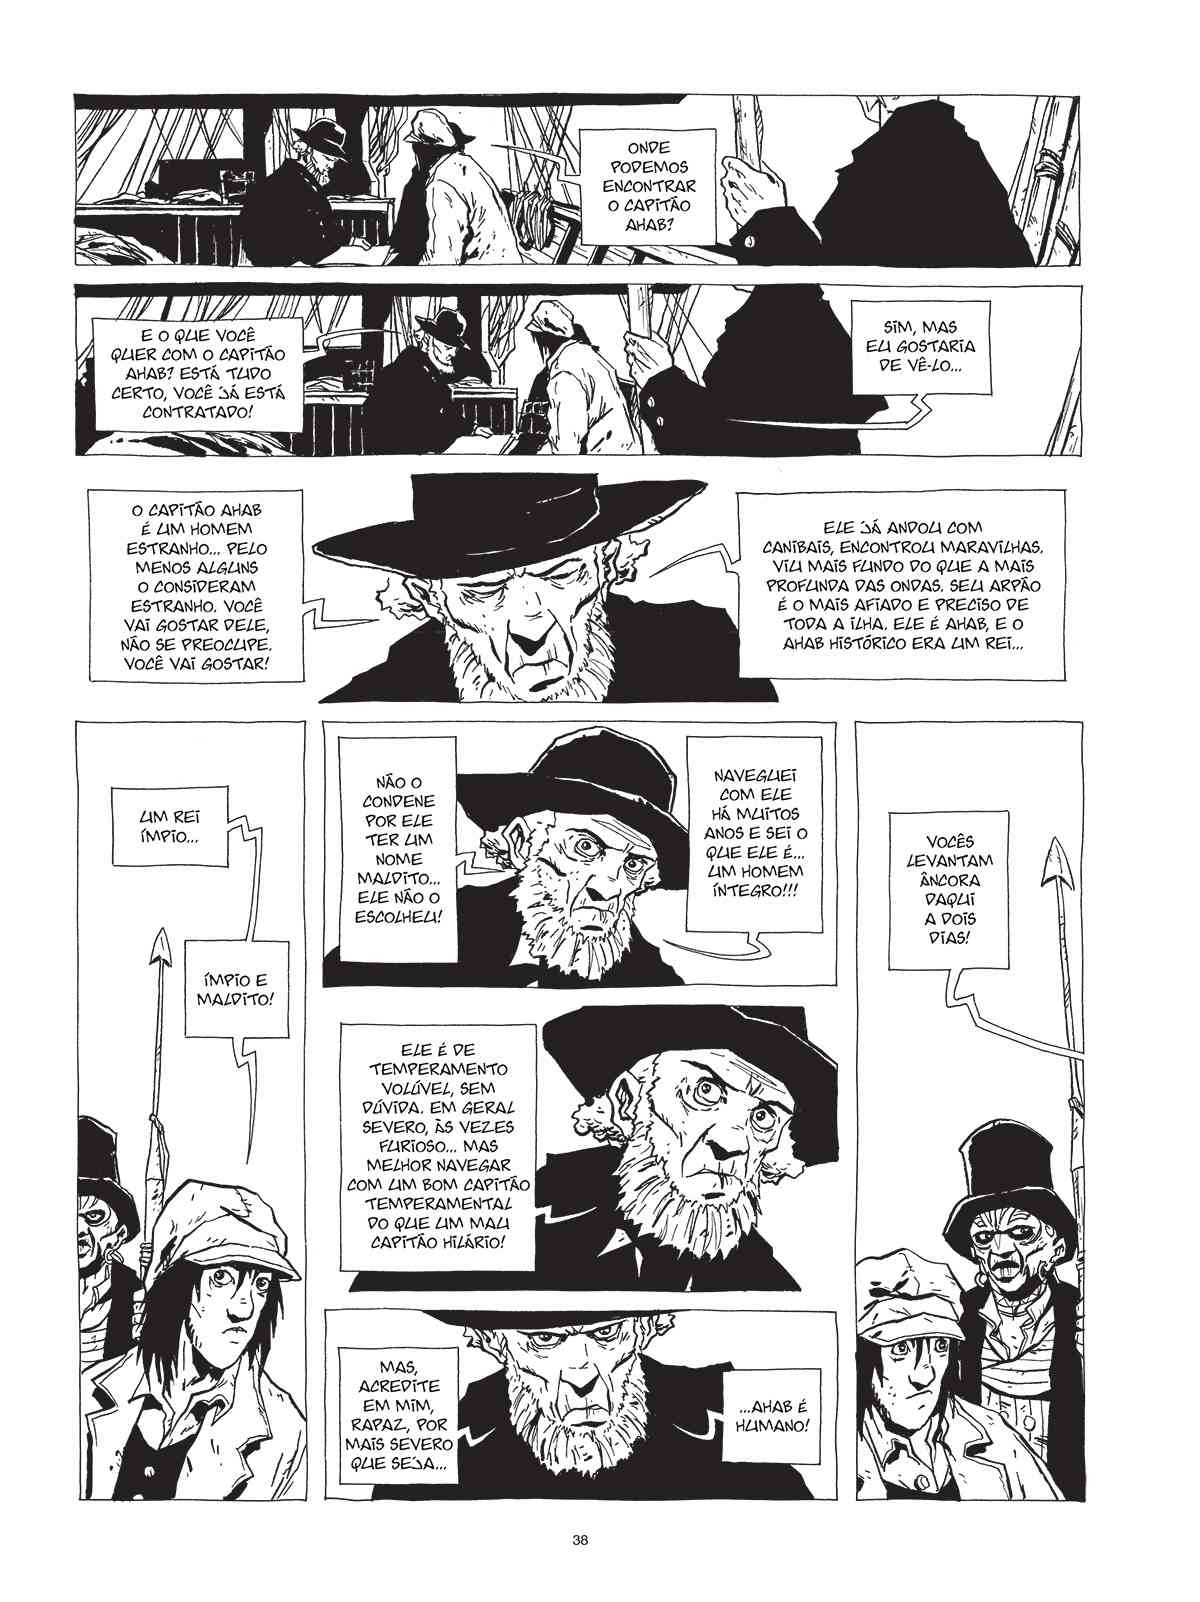 ONDE
PODEMOS
ENCONTRAR
O CAPITÃO
AHAB?
E O QUE VOCÊ
QUER COM O CAPITÃO
AHAB? ESTÁ TUDO
CERTO, VOCÊ JÁ ESTÁ
CONTRATADO!
SIM, MAS
EU GOSTARIA
DE VÊ-LO...
O CAPITÃO AHAB
É UM HOMEM
ESTRANHO... PELO
MENOS ALGUNS
O CONSIDERAM
ESTRANHO. VOCÊ
VAI GOSTAR DELE,
NÃO SE PREOCUPE.
VOCÊ VAI GOSTAR!
ELE JÁ ANDOU COM
CANIBAIS, ENCONTROU MARAVILHAS.
VIU MAIS FUNDO DO QUE A MAIS
PROFUNDA DAS ONDAS. SEU ARPÃO
É O MAIS AFIADO E PRECISO DE
TODA A ILHA. ELE É AHAB, E O
AHAB HISTÓRICO ERA UM REI...
UM REI
ÍMPIO...
ÍMPIO E
MALDITO!
NÃO O
CONDENE
POR ELE
TER UM
NOME
MALDITO...
ELE NÃO O
ESCOLHEU!
NAVEGUEI
COM ELE
HÁ MUITOS
ANOS E SEI O
QUE ELE É...
UM HOMEM
ÍNTEGRO!!!
ELE É DE
TEMPERAMENTO
VOLÚVEL, SEM
DÚVIDA. EM GERAL
SEVERO, ÀS VEZES
FURIOSO... MAS
MELHOR NAVEGAR
COM UM BOM CAPITÃO
TEMPERAMENTAL
DO QUE UM MAU
CAPITÃO HILÁRIO!
MAS,
ACREDITE
EM MIM,
RAPAZ, POR
MAIS SEVERO
QUE SEJA...
...AHAB É
HUMANO!
VOCÊS
LEVANTAM
ÂNCORA
DAQUI
A DOIS
DIAS!
38